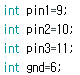 int pin1=9;
int pin2=10;
int pin3=11;
int gnd=6;